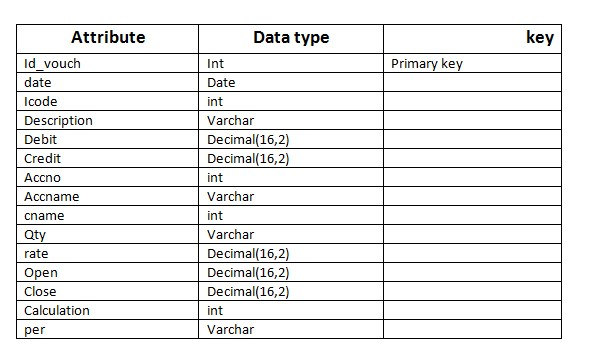 Attribute Data type key
Id_vouch Int Primary key
date Date
Icode int
Description Varchar
Debit Decimal(16,2)
Credit Decimal(16,2)
Accno int
Accname Varchar
cname int
Qty Varchar
rate Decimal(16,2)
Open Decimal(16,2)
Close Decimal(16,2)
Calculation int
per Varchar